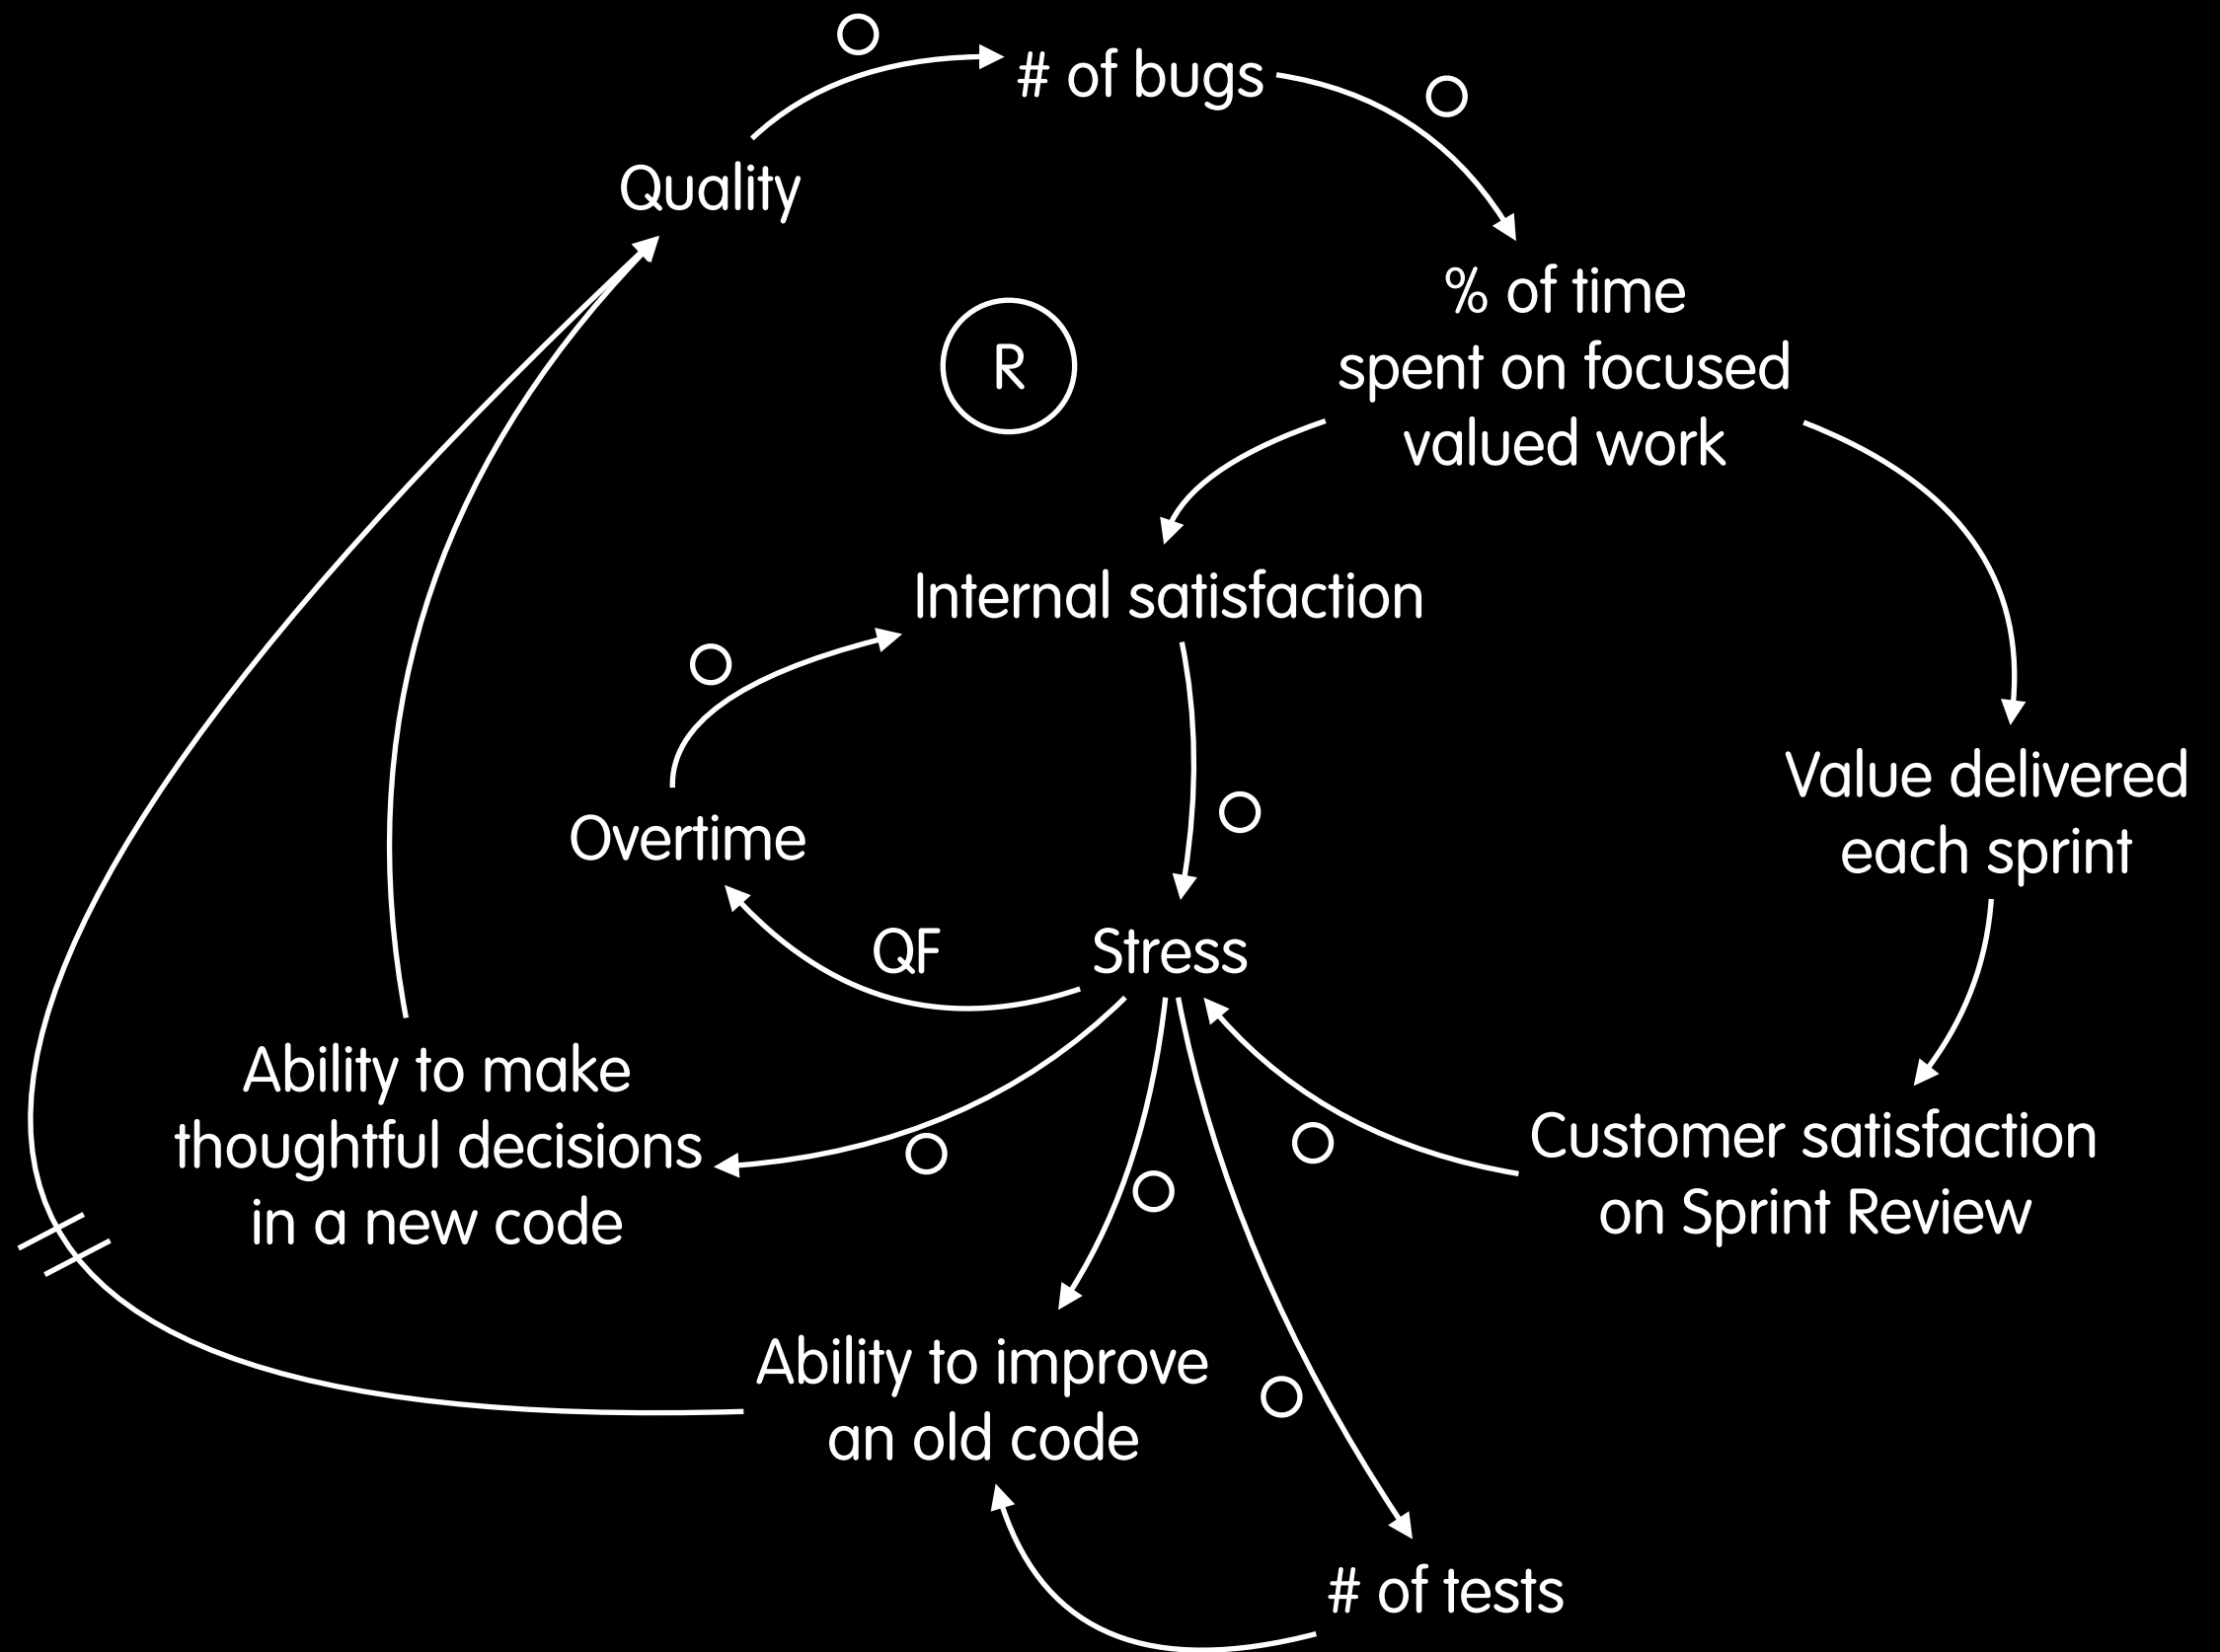 # of bugs
Quality
% of time
spent on focused
valued work
R
Internal satisfaction
Value delivered
each sprint
Overtime
QF
Stress
Ability to make
thoughtful decisions
in a new code
Customer satisfaction
on Sprint Review
Ability to improve
an old code
# of tests